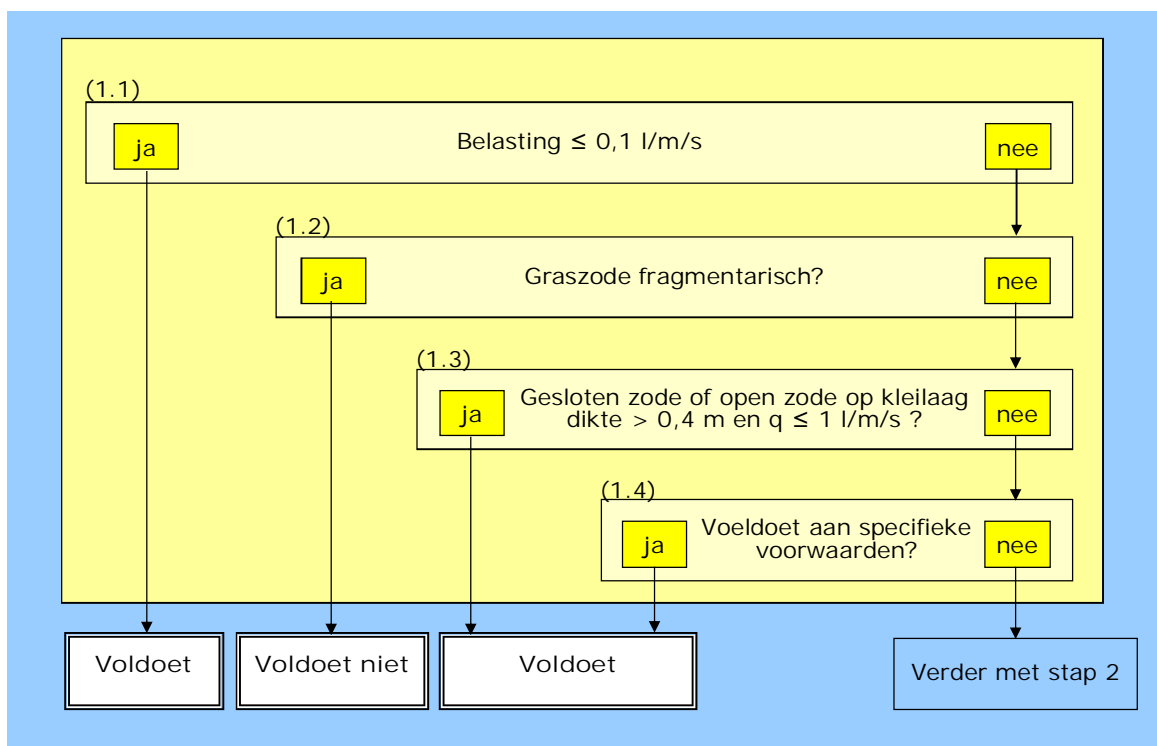 (1.1)
ja
Belasting ≤ 0,1 l/m/s
nee
(1.2)
ja
Graszode fragmentarisch?
nee
(1.3)
ja
Gesloten zode of open zode op kleilaag
dikte > 0,4 m en q ≤ 1 l/m/s ?
nee
(1.4)
ja
Voeldoet aan specifieke
voorwaarden?
nee
Voldoet
Voldoet niet
Voldoet
Verder met stap 2